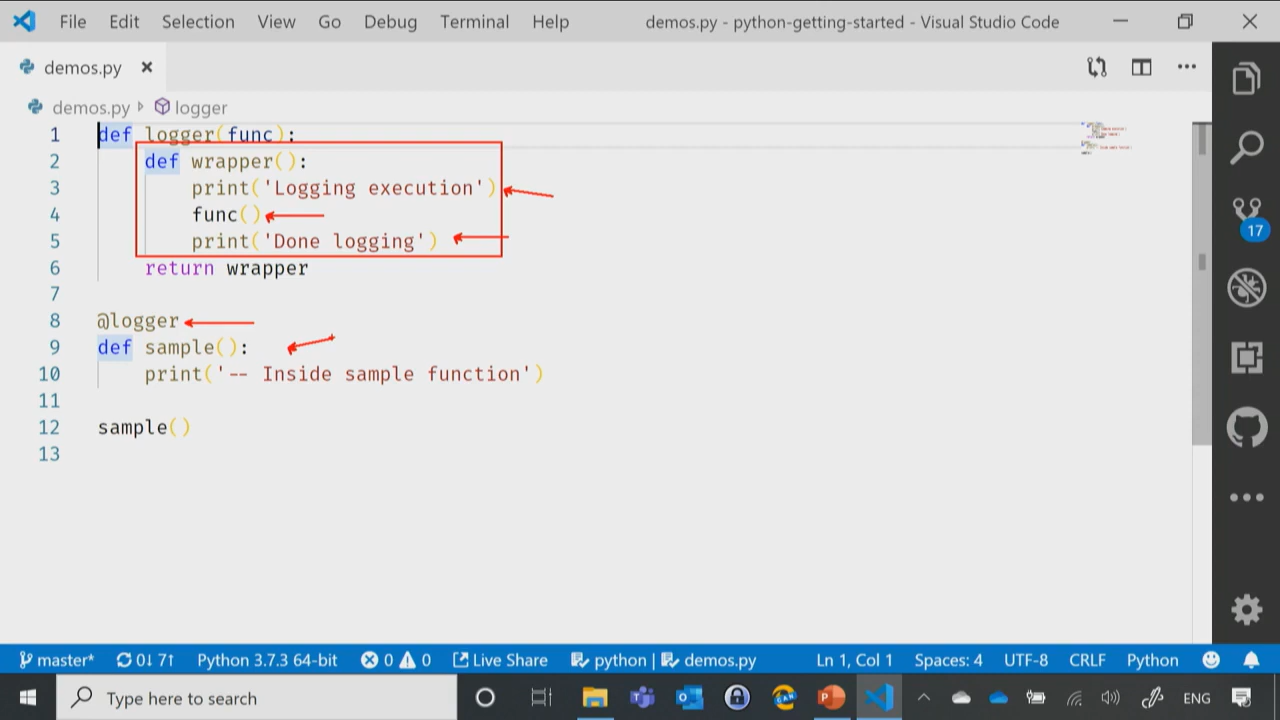 File Edit Selection View Go Debug Terminal Help demos.py - python-getting-started - Visual Studio Code
demos.py
demos.py logger
1 def logger(func):
2     def wrapper():
3         print('Logging execution')
4         func()
5         print('Done logging')
6     return wrapper
7
8 @logger
9 def sample():
10     print('-- Inside sample function')
11
12 sample()
13
17
master* 0↓ 7↑ Python 3.7.3 64-bit 0 0 Live Share python | demos.py Ln 1, Col 1 Spaces: 4 UTF-8 CRLF Python
Type here to search ENG